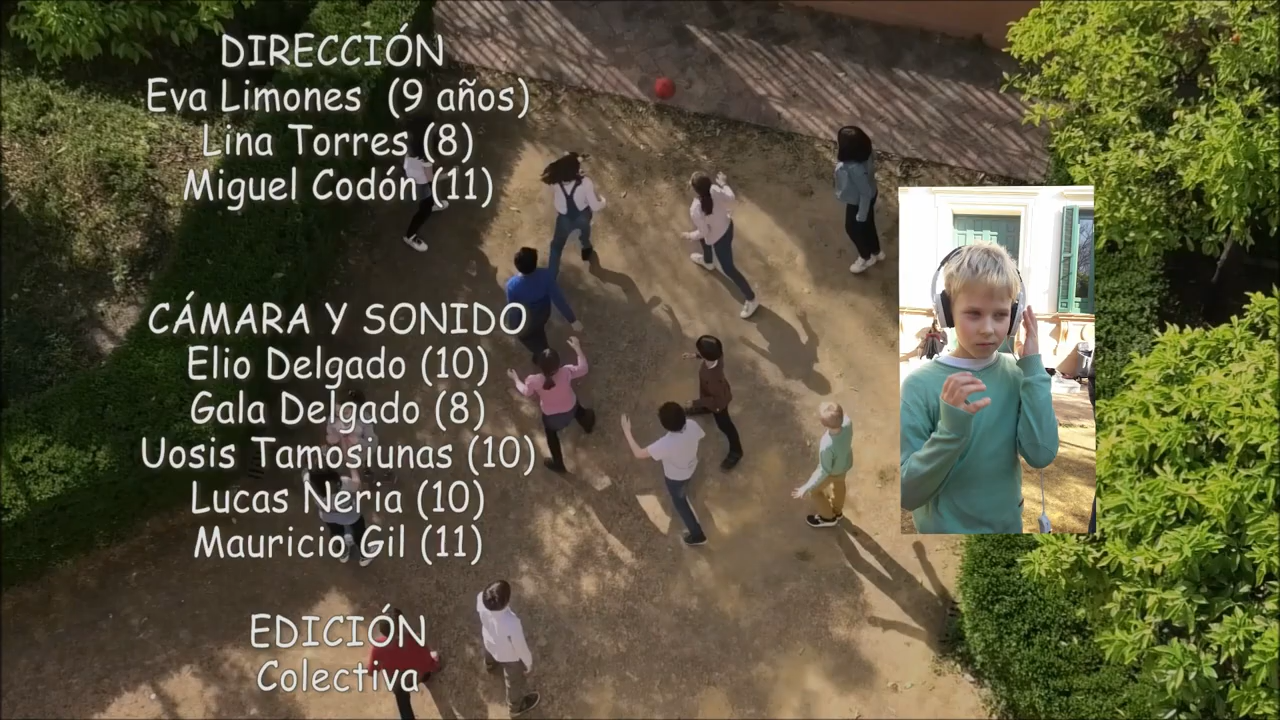 DIRECCIÓN
Eva Limones (9 años)
Lina Torres (8)
Miguel Codón (11)
CÁMARA Y SONIDO
Elio Delgado (10)
Gala Delgado (8)
Uosis Tamosiunas (10)
Lucas Neria (10)
Mauricio Gil (11)
EDICIÓN
Colectiva